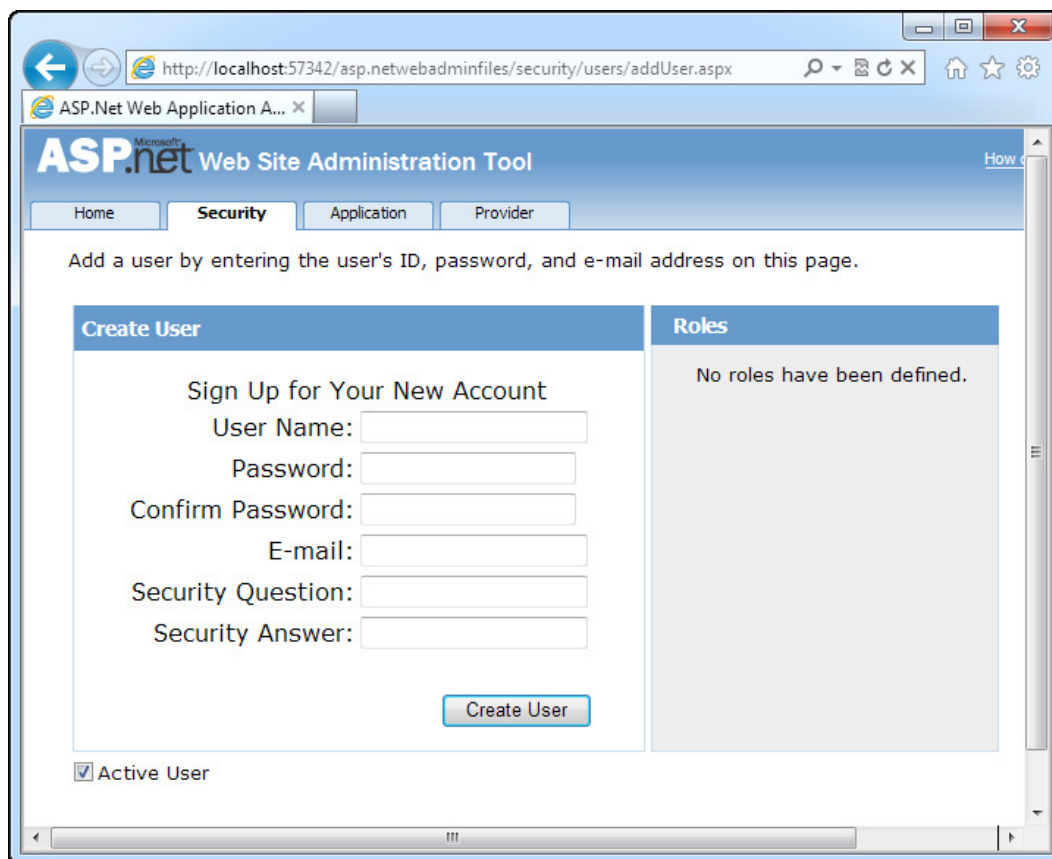 http://localhost:57342/asp.netwebadminfiles/security/users/addUser.aspx
ASP.Net Web Application A...
Microsoft
ASP.net Web Site Administration Tool
How
Home Security Application Provider
Add a user by entering the user's ID, password, and e-mail address on this page.
Create User
Roles
Sign Up for Your New Account
No roles have been defined.
User Name:
Password:
Confirm Password:
E-mail:
Security Question:
Security Answer:
Create User
Active User